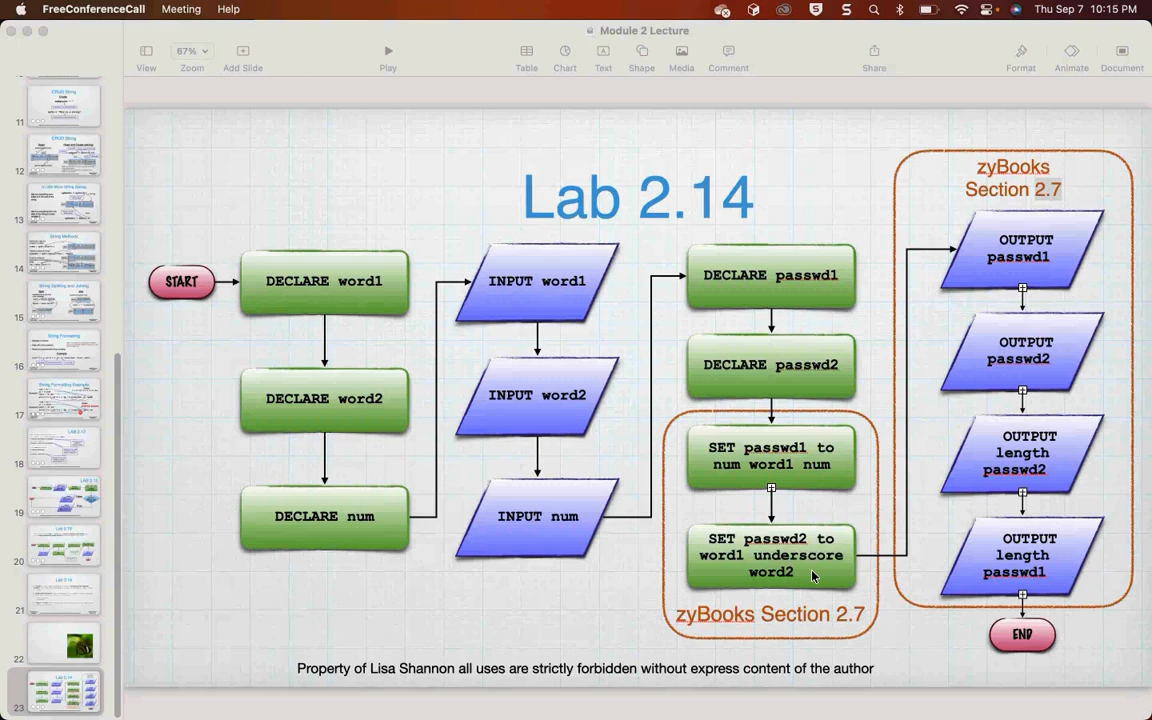 FreeConferenceCall Meeting Help
Thu Sep 7 10:15 PM
Module 2 Lecture
67%
View Zoom Add Slide Play Table Chart Text Shape Media Comment Share Format Animate Document
11
12
13
14
15
16
17
18
19
20
21
22
23
Lab 2.14
START
DECLARE word1
DECLARE word2
DECLARE num
INPUT word1
INPUT word2
INPUT num
DECLARE passwd1
DECLARE passwd2
SET passwd1 to
num word1 num
SET passwd2 to
word1 underscore
word2
zyBooks Section 2.7
zyBooks
Section 2.7
OUTPUT
passwd1
OUTPUT
passwd2
OUTPUT
length
passwd2
OUTPUT
length
passwd1
END
Property of Lisa Shannon all uses are strictly forbidden without express content of the author